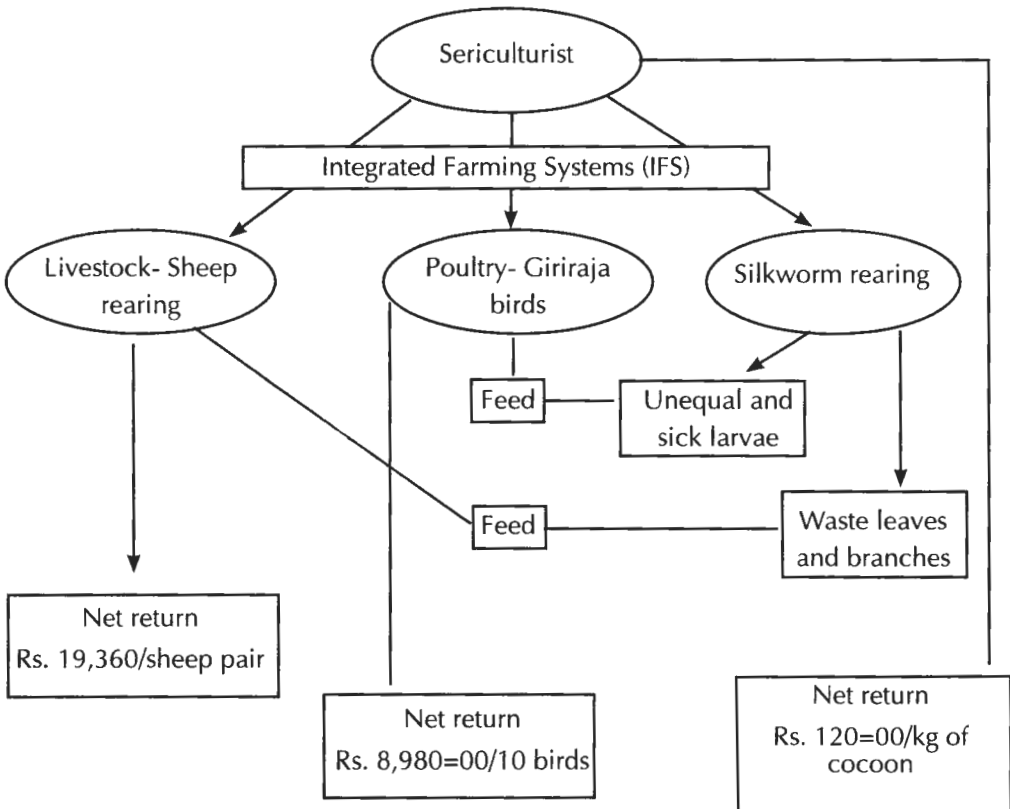 Sericulturist
Integrated Farming Systems (IFS)
Livestock- Sheep
rearing
Poultry- Giriraja
birds
Silkworm rearing
Feed
Unequal and
sick larvae
Feed
Waste leaves
and branches
Net return
Rs. 19,360/sheep pair
Net return
Rs. 8,980=00/10 birds
Net return
Rs. 120=00/kg of
cocoon